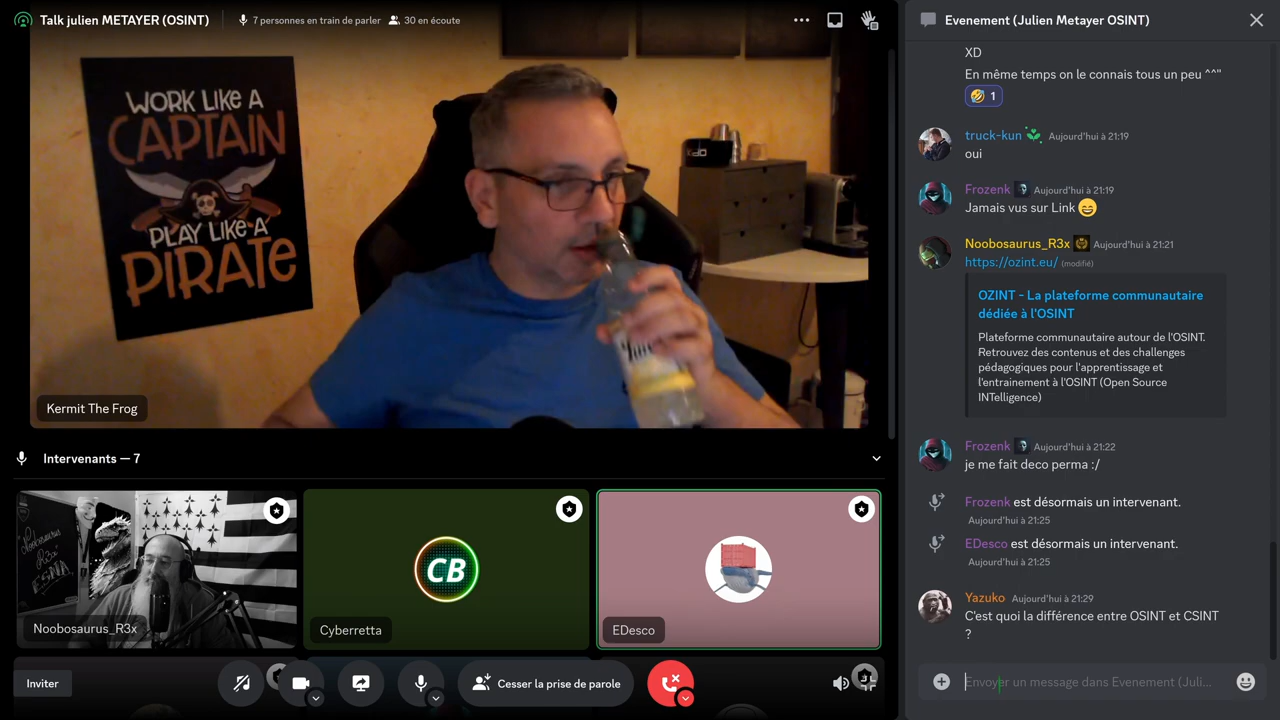 Talk julien METAYER (OSINT)
7 personnes en train de parler
30 en écoute
WORK LIKE A
CAPTAIN
PLAY LIKE A
PIRATE
Kermit The Frog
Intervenants — 7
Noobosaurus_R3x
CB
Cyberretta
EDesco
Inviter
Cesser la prise de parole
Evenement (Julien Metayer OSINT)
XD
En même temps on le connais tous un peu ^^"
🤣 1
truck-kun Aujourd'hui à 21:19
oui
Frozenk Aujourd'hui à 21:19
Jamais vus sur Link 😄
Noobosaurus_R3x Aujourd'hui à 21:21
https://ozint.eu/ (modifié)
OZINT - La plateforme communautaire
dédiée à l'OSINT
Plateforme communautaire autour de l'OSINT.
Retrouvez des contenus et des challenges
pédagogiques pour l'apprentissage et
l'entrainement à l'OSINT (Open Source
INTelligence)
Frozenk Aujourd'hui à 21:22
je me fait deco perma :/
Frozenk est désormais un intervenant.
Aujourd'hui à 21:25
EDesco est désormais un intervenant.
Aujourd'hui à 21:25
Yazuko Aujourd'hui à 21:29
C'est quoi la différence entre OSINT et CSINT
?
Envoyer un message dans Evenement (Juli...